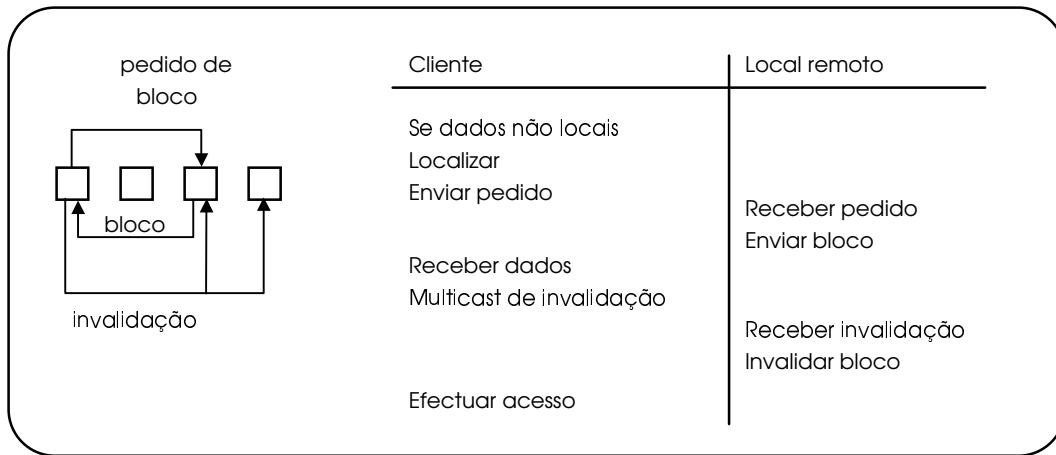 pedido de
bloco
bloco
invalidação
Cliente
Local remoto
Se dados não locais
Localizar
Enviar pedido
Receber pedido
Enviar bloco
Receber dados
Multicast de invalidação
Receber invalidação
Invalidar bloco
Efectuar acesso